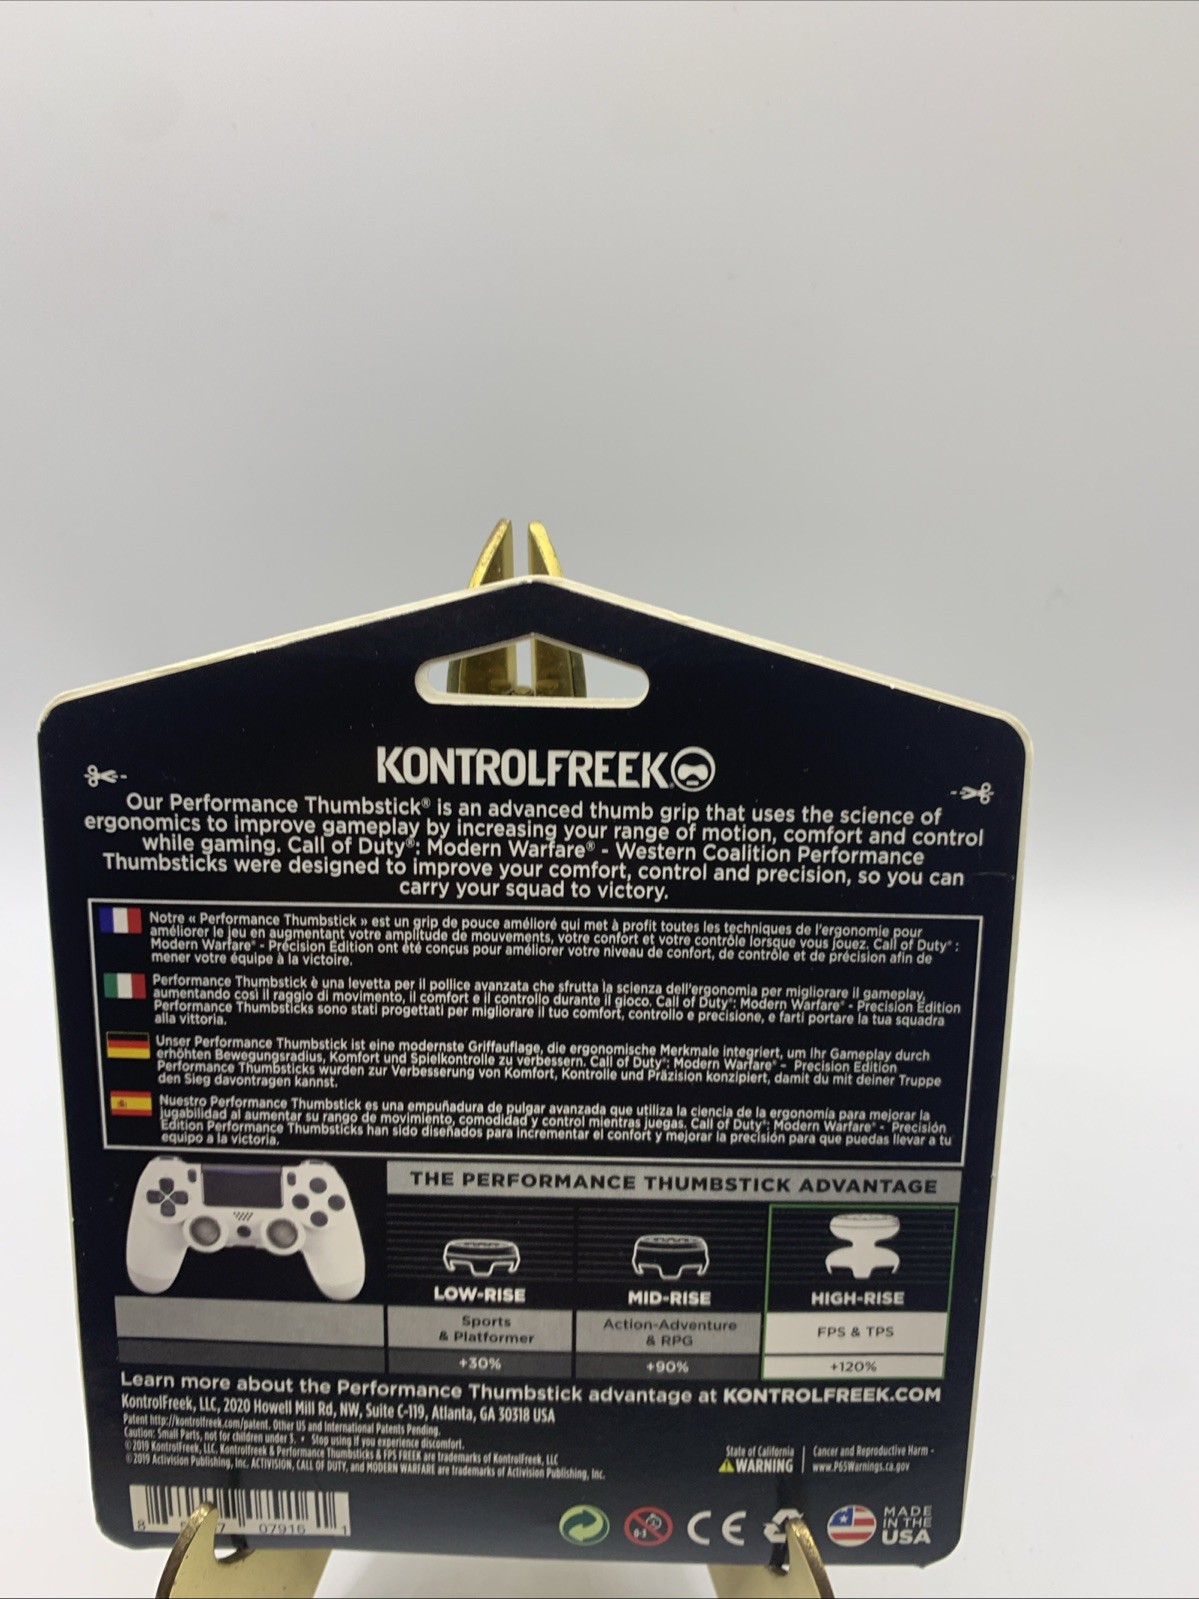 KONTROLFREEK
Our Performance Thumbstick® is an advanced thumb grip that uses the science of
ergonomics to improve gameplay by increasing your range of motion, comfort and control
while gaming. Call of Duty®: Modern Warfare® - Western Coalition Performance
Thumbsticks were designed to improve your comfort, control and precision, so you can
carry your squad to victory.
Notre « Performance Thumbstick » est un grip de pouce amélioré qui met à profit toutes les techniques de l'ergonomie pour
améliorer le jeu en augmentant votre amplitude de mouvements, votre confort et votre contrôle lorsque vous jouez. Call of Duty® :
Modern Warfare® - Précision Edition ont été conçus pour améliorer votre niveau de confort, de contrôle et de précision afin de
mener votre équipe à la victoire.
Performance Thumbstick è una levetta per il pollice avanzata che sfrutta la scienza dell'ergonomia per migliorare il gameplay,
aumentando così il raggio di movimento, il comfort e il controllo durante il gioco. Call of Duty®: Modern Warfare® - Precision Edition
Performance Thumbsticks sono stati progettati per migliorare il tuo comfort, controllo e precisione, e farti portare la tua squadra
alla vittoria.
Unser Performance Thumbstick ist eine modernste Griffauflage, die ergonomische Merkmale integriert, um Ihr Gameplay durch
erhöhten Bewegungsradius, Komfort und Spielkontrolle zu verbessern. Call of Duty®: Modern Warfare® - Precision Edition
Performance Thumbsticks wurden zur Verbesserung von Komfort, Kontrolle und Präzision konzipiert, damit du mit deiner Truppe
den Sieg davontragen kannst.
Nuestro Performance Thumbstick es una empuñadura de pulgar avanzada que utiliza la ciencia de la ergonomía para mejorar la
jugabilidad al aumentar su rango de movimiento, comodidad y control mientras juegas. Call of Duty®: Modern Warfare® - Precisión
Edition Performance Thumbsticks han sido diseñados para incrementar el confort y mejorar la precisión para que puedas llevar a tu
equipo a la victoria.
THE PERFORMANCE THUMBSTICK ADVANTAGE
LOW-RISE MID-RISE HIGH-RISE
Sports
& Platformer
Action-Adventure
& RPG
FPS & TPS
+30% +90% +120%
Learn more about the Performance Thumbstick advantage at KONTROLFREEK.COM
KontrolFreek, LLC, 2020 Howell Mill Rd, NW, Suite C-119, Atlanta, GA 30318 USA
Patent http://kontrolfreek.com/patent. Other US and International Patents Pending.
Caution: Small Parts, not for children under 3. • Stop using if you experience discomfort.
©2019 KontrolFreek, LLC. KontrolFreek & Performance Thumbsticks & FPS FREEK are trademarks of KontrolFreek, LLC
©2019 Activision Publishing, Inc. ACTIVISION, CALL OF DUTY, and MODERN WARFARE are trademarks of Activision Publishing, Inc.
State of California
WARNING
Cancer and Reproductive Harm -
www.P65Warnings.ca.gov
8 7 07916 1
0-3
CE
MADE
IN THE
USA